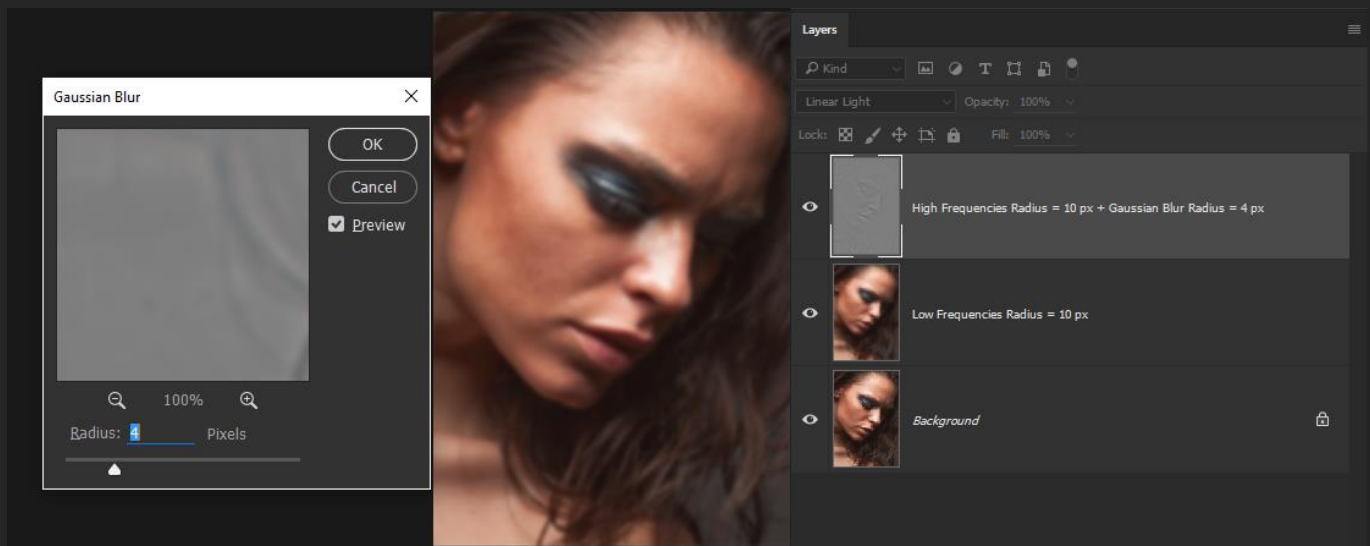 Gaussian Blur
OK
Cancel
Preview
100%
Radius: 4 Pixels
Layers
Kind
Linear Light Opacity: 100%
Lock: Fill: 100%
High Frequencies Radius = 10 px + Gaussian Blur Radius = 4 px
Low Frequencies Radius = 10 px
Background